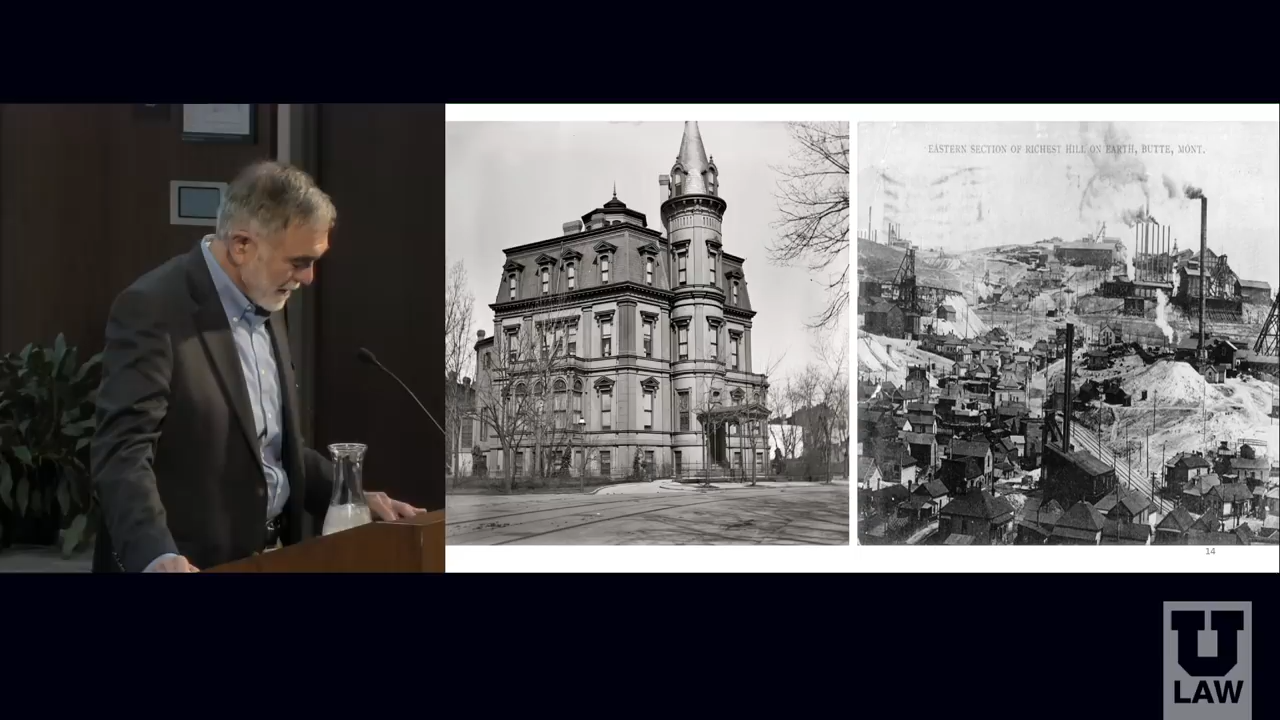 EASTERN SECTION OF RICHEST HILL ON EARTH, BUTTE, MONT.
14
U
LAW